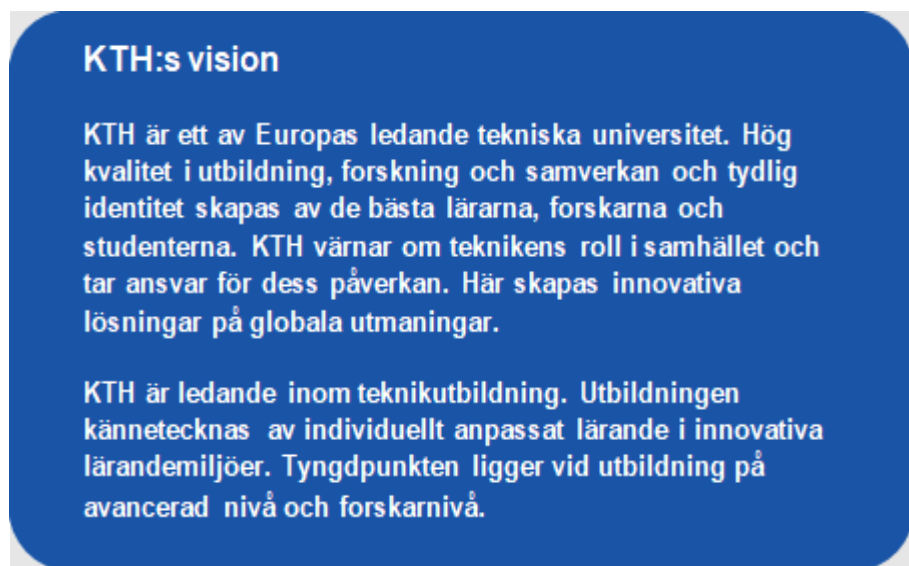 KTH:s vision
KTH är ett av Europas ledande tekniska universitet. Hög
kvalitet i utbildning, forskning och samverkan och tydlig
identitet skapas av de bästa lärarna, forskarna och
studenterna. KTH värnar om teknikens roll i samhället och
tar ansvar för dess påverkan. Här skapas innovativa
lösningar på globala utmaningar.
KTH är ledande inom teknikutbildning. Utbildningen
kännetecknas av individuellt anpassat lärande i innovativa
lärandemiljöer. Tyngdpunkten ligger vid utbildning på
avancerad nivå och forskarnivå.